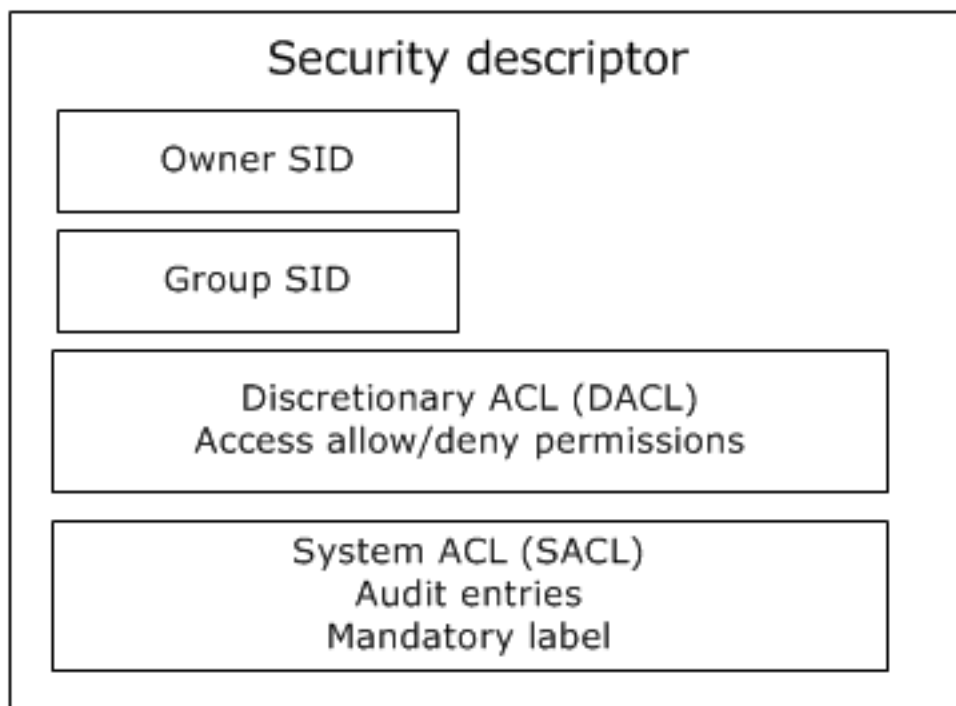 Security descriptor
Owner SID
Group SID
Discretionary ACL (DACL)
Access allow/deny permissions
System ACL (SACL)
Audit entries
Mandatory label